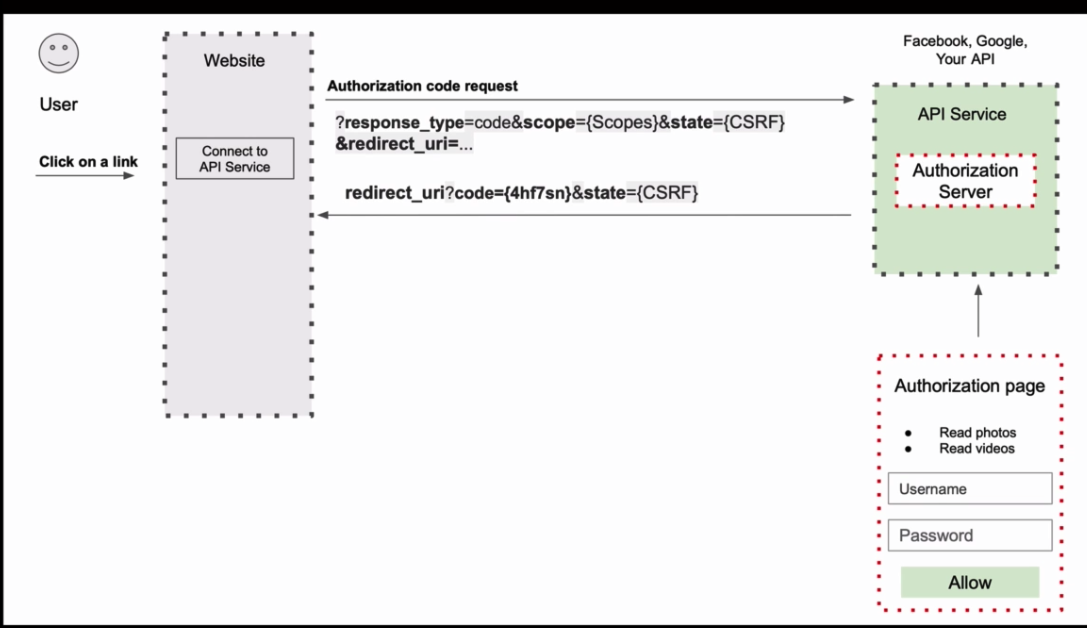 User
Click on a link
Website
Connect to
API Service
Authorization code request
?response_type=code&scope={Scopes}&state={CSRF}
&redirect_uri=...
redirect_uri?code={4hf7sn}&state={CSRF}
Facebook, Google,
Your API
API Service
Authorization
Server
Authorization page
● Read photos
● Read videos
Username
Password
Allow